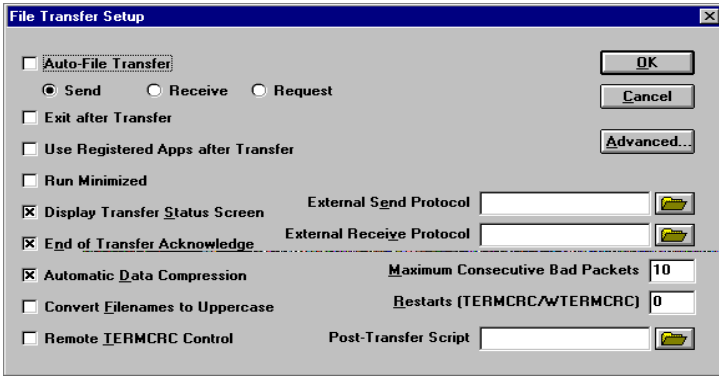 File Transfer Setup
Auto-File Transfer
OK
Send Receive Request
Cancel
Exit after Transfer
Use Registered Apps after Transfer
Advanced...
Run Minimized
Display Transfer Status Screen
External Send Protocol
End of Transfer Acknowledge
External Receive Protocol
Automatic Data Compression
Maximum Consecutive Bad Packets 10
Convert Filenames to Uppercase
Restarts (TERMCRC/WTERMCRC) 0
Remote TERMCRC Control
Post-Transfer Script